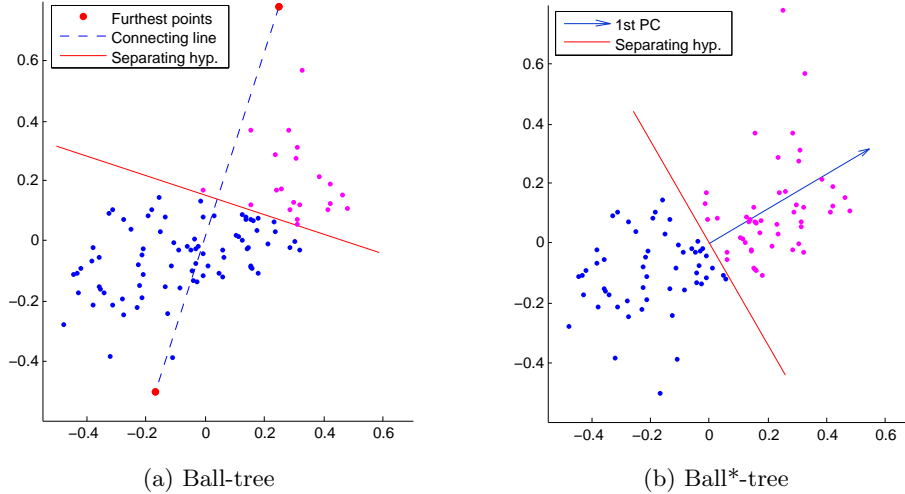 Furthest points
Connecting line
Separating hyp.
0.6
0.4
0.2
0
−0.2
−0.4
−0.4 −0.2 0 0.2 0.4 0.6
(a) Ball-tree
1st PC
Separating hyp.
0.6
0.4
0.2
0
−0.2
−0.4
−0.4 −0.2 0 0.2 0.4 0.6
(b) Ball*-tree